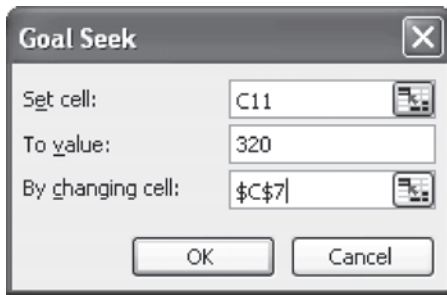 Goal Seek
Set cell: C11
To value: 320
By changing cell: $C$7
OK Cancel